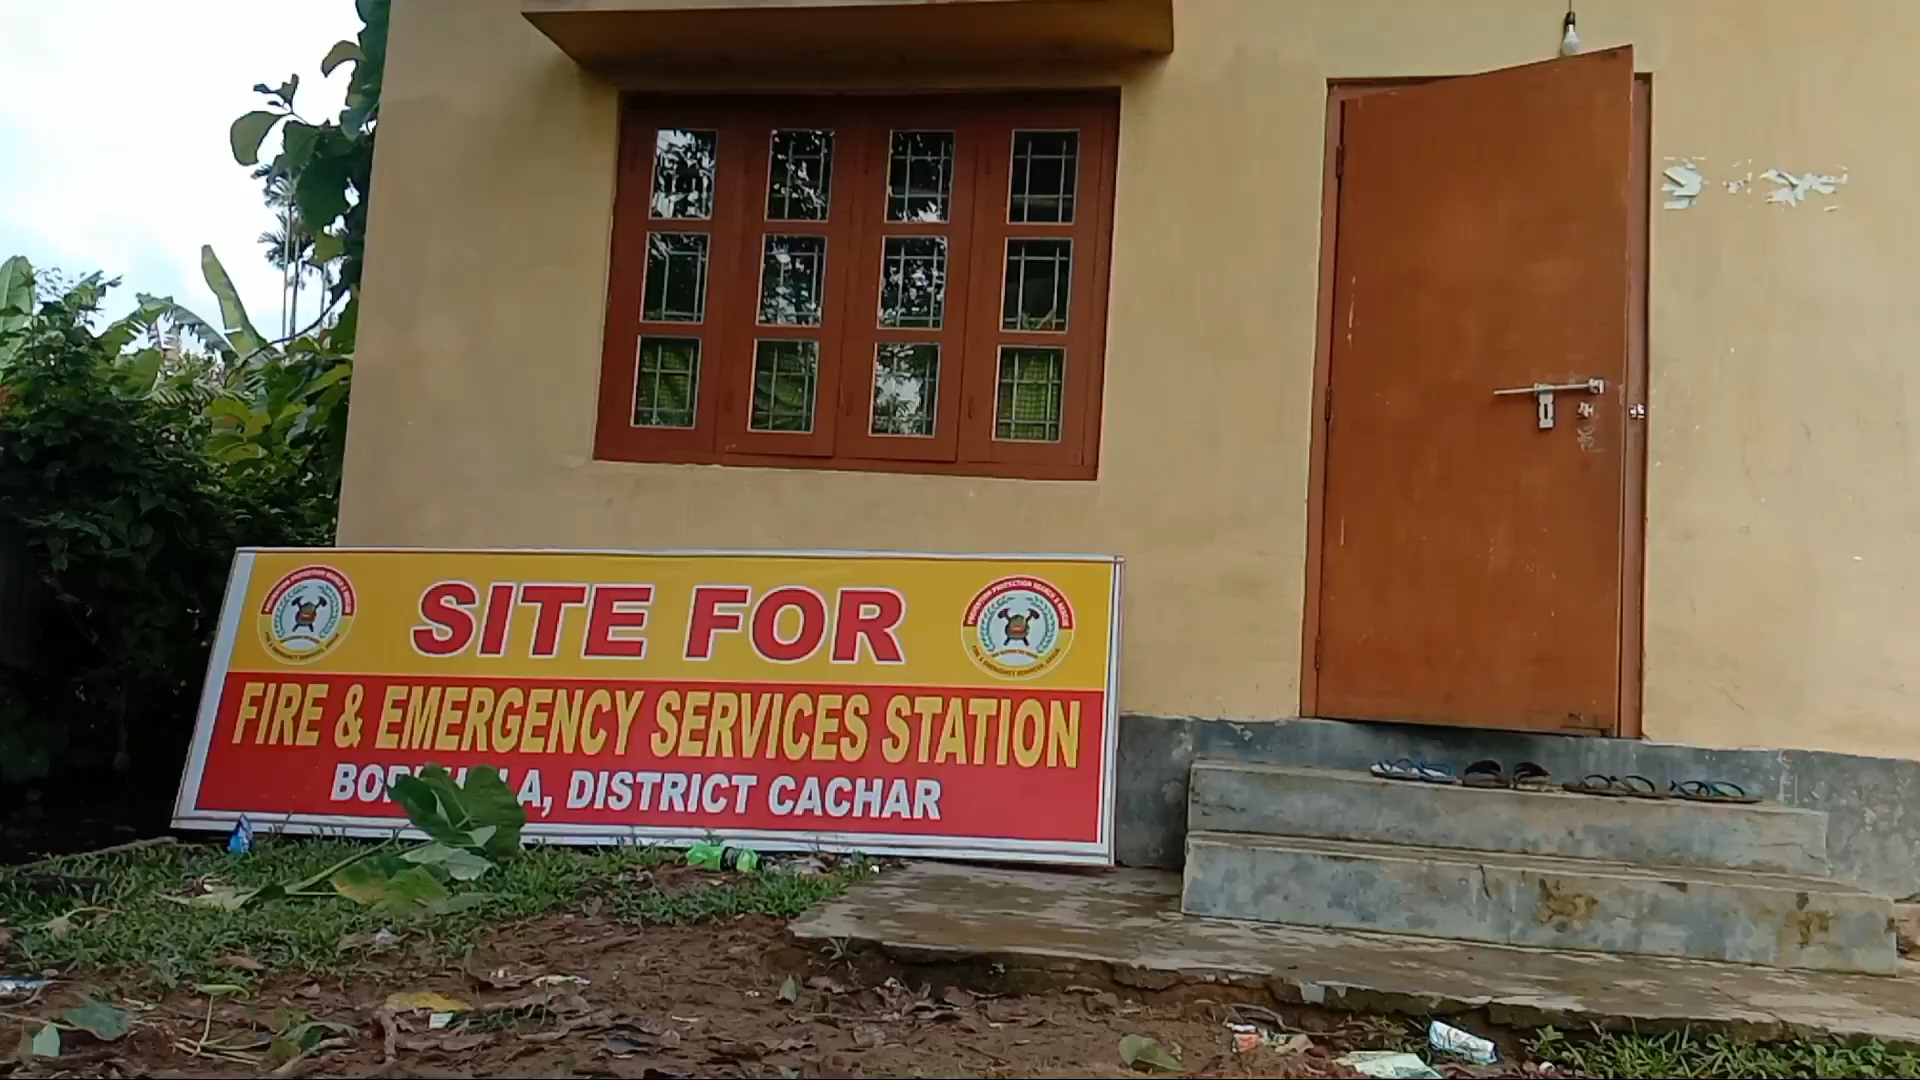 SITE FOR
FIRE & EMERGENCY SERVICES STATION
DISTRICT CACHAR